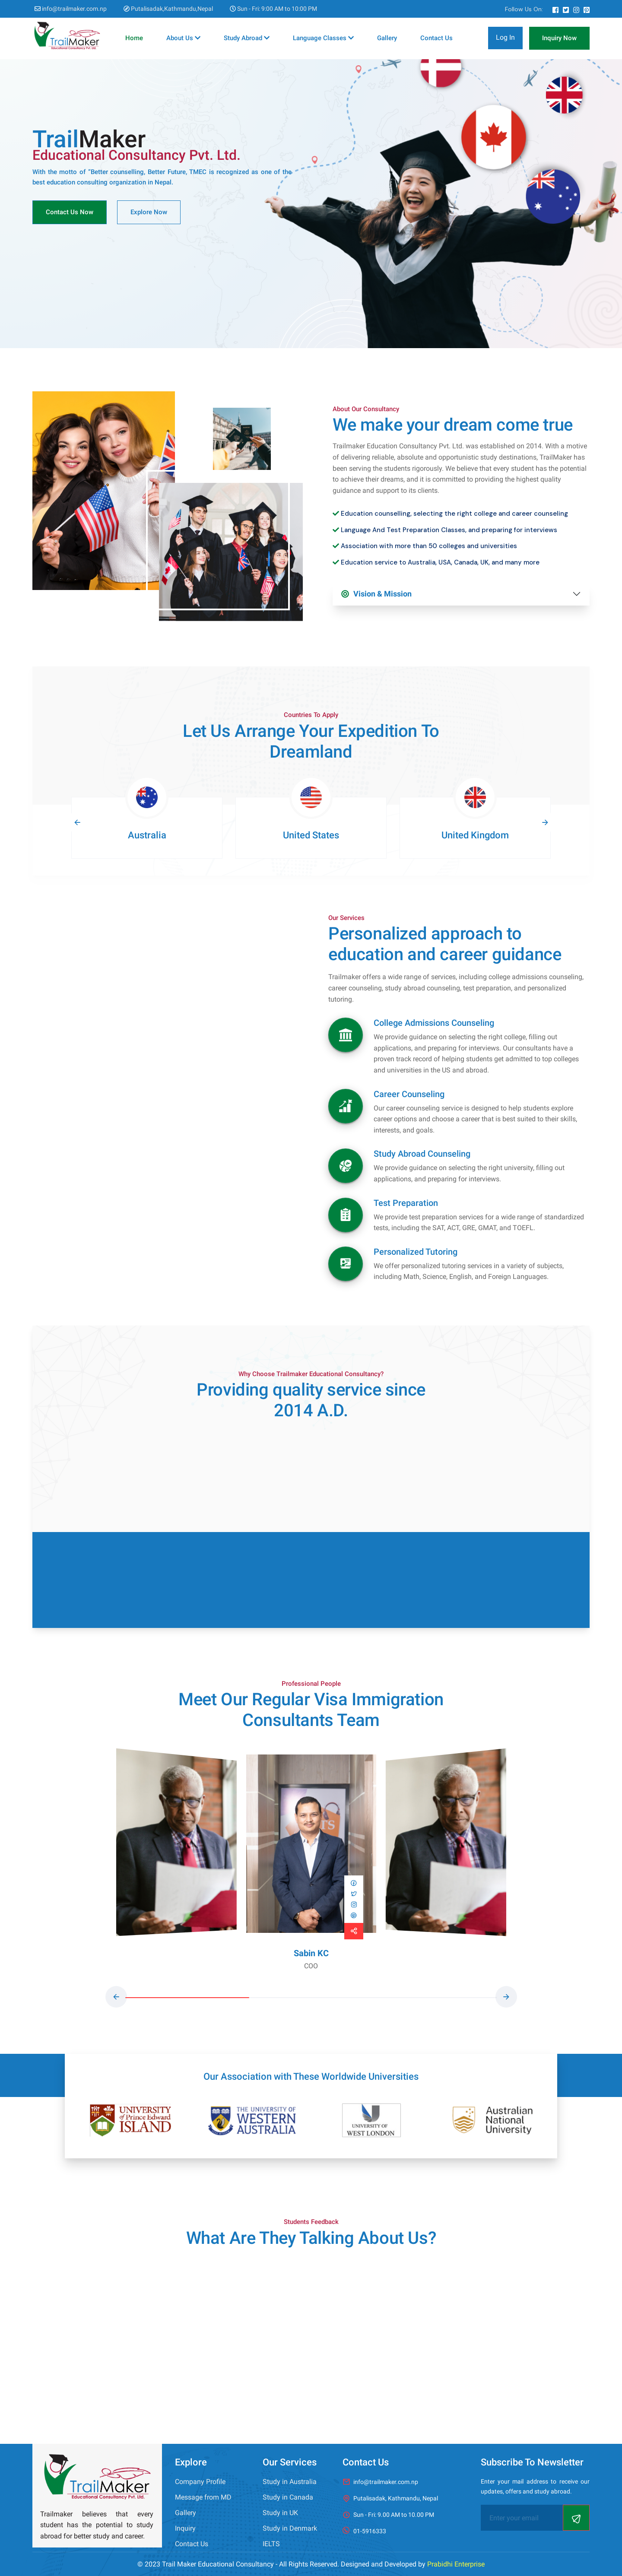 info@trailmaker.com.np
Putalisadak,Kathmandu,Nepal
Sun - Fri: 9:00 AM to 10:00 PM
Follow Us On:
TrailMaker
Educational Consultancy Pvt. Ltd.
Home
About Us
Study Abroad
Language Classes
Gallery
Contact Us
Log In
Inquiry Now
TrailMaker
Educational Consultancy Pvt. Ltd.
With the motto of "Better counselling, Better Future, TMEC is recognized as one of the
best education consulting organization in Nepal.
Contact Us Now
Explore Now
About Our Consultancy
We make your dream come true
Trailmaker Education Consultancy Pvt. Ltd. was established on 2014. With a motive
of delivering reliable, absolute and opportunistic study destinations, TrailMaker has
been serving the students rigorously. We believe that every student has the potential
to achieve their dreams, and it is committed to providing the highest quality
guidance and support to its clients.
Education counselling, selecting the right college and career counseling
Language And Test Preparation Classes, and preparing for interviews
Association with more than 50 colleges and universities
Education service to Australia, USA, Canada, UK, and many more
Vision & Mission
Countries To Apply
Let Us Arrange Your Expedition To
Dreamland
Australia
United States
United Kingdom
Our Services
Personalized approach to
education and career guidance
Trailmaker offers a wide range of services, including college admissions counseling,
career counseling, study abroad counseling, test preparation, and personalized
tutoring.
College Admissions Counseling
We provide guidance on selecting the right college, filling out
applications, and preparing for interviews. Our consultants have a
proven track record of helping students get admitted to top colleges
and universities in the US and abroad.
Career Counseling
Our career counseling service is designed to help students explore
career options and choose a career that is best suited to their skills,
interests, and goals.
Study Abroad Counseling
We provide guidance on selecting the right university, filling out
applications, and preparing for interviews.
Test Preparation
We provide test preparation services for a wide range of standardized
tests, including the SAT, ACT, GRE, GMAT, and TOEFL.
Personalized Tutoring
We offer personalized tutoring services in a variety of subjects,
including Math, Science, English, and Foreign Languages.
Why Choose Trailmaker Educational Consultancy?
Providing quality service since
2014 A.D.
Professional People
Meet Our Regular Visa Immigration
Consultants Team
Sabin KC
COO
Our Association with These Worldwide Universities
UNIVERSITY
of Prince Edward
ISLAND
THE UNIVERSITY OF
WESTERN
AUSTRALIA
UNIVERSITY OF
WEST LONDON
Australian
National
University
Students Feedback
What Are They Talking About Us?
TrailMaker
Educational Consultancy Pvt. Ltd.
Trailmaker believes that every
student has the potential to study
abroad for better study and career.
Explore
Company Profile
Message from MD
Gallery
Inquiry
Contact Us
Our Services
Study in Australia
Study in Canada
Study in UK
Study in Denmark
IELTS
Contact Us
info@trailmaker.com.np
Putalisadak, Kathmandu, Nepal
Sun - Fri: 9.00 AM to 10.00 PM
01-5916333
Subscribe To Newsletter
Enter your mail address to receive our
updates, offers and study abroad.
Enter your email
© 2023 Trail Maker Educational Consultancy - All Rights Reserved. Designed and Developed by Prabidhi Enterprise